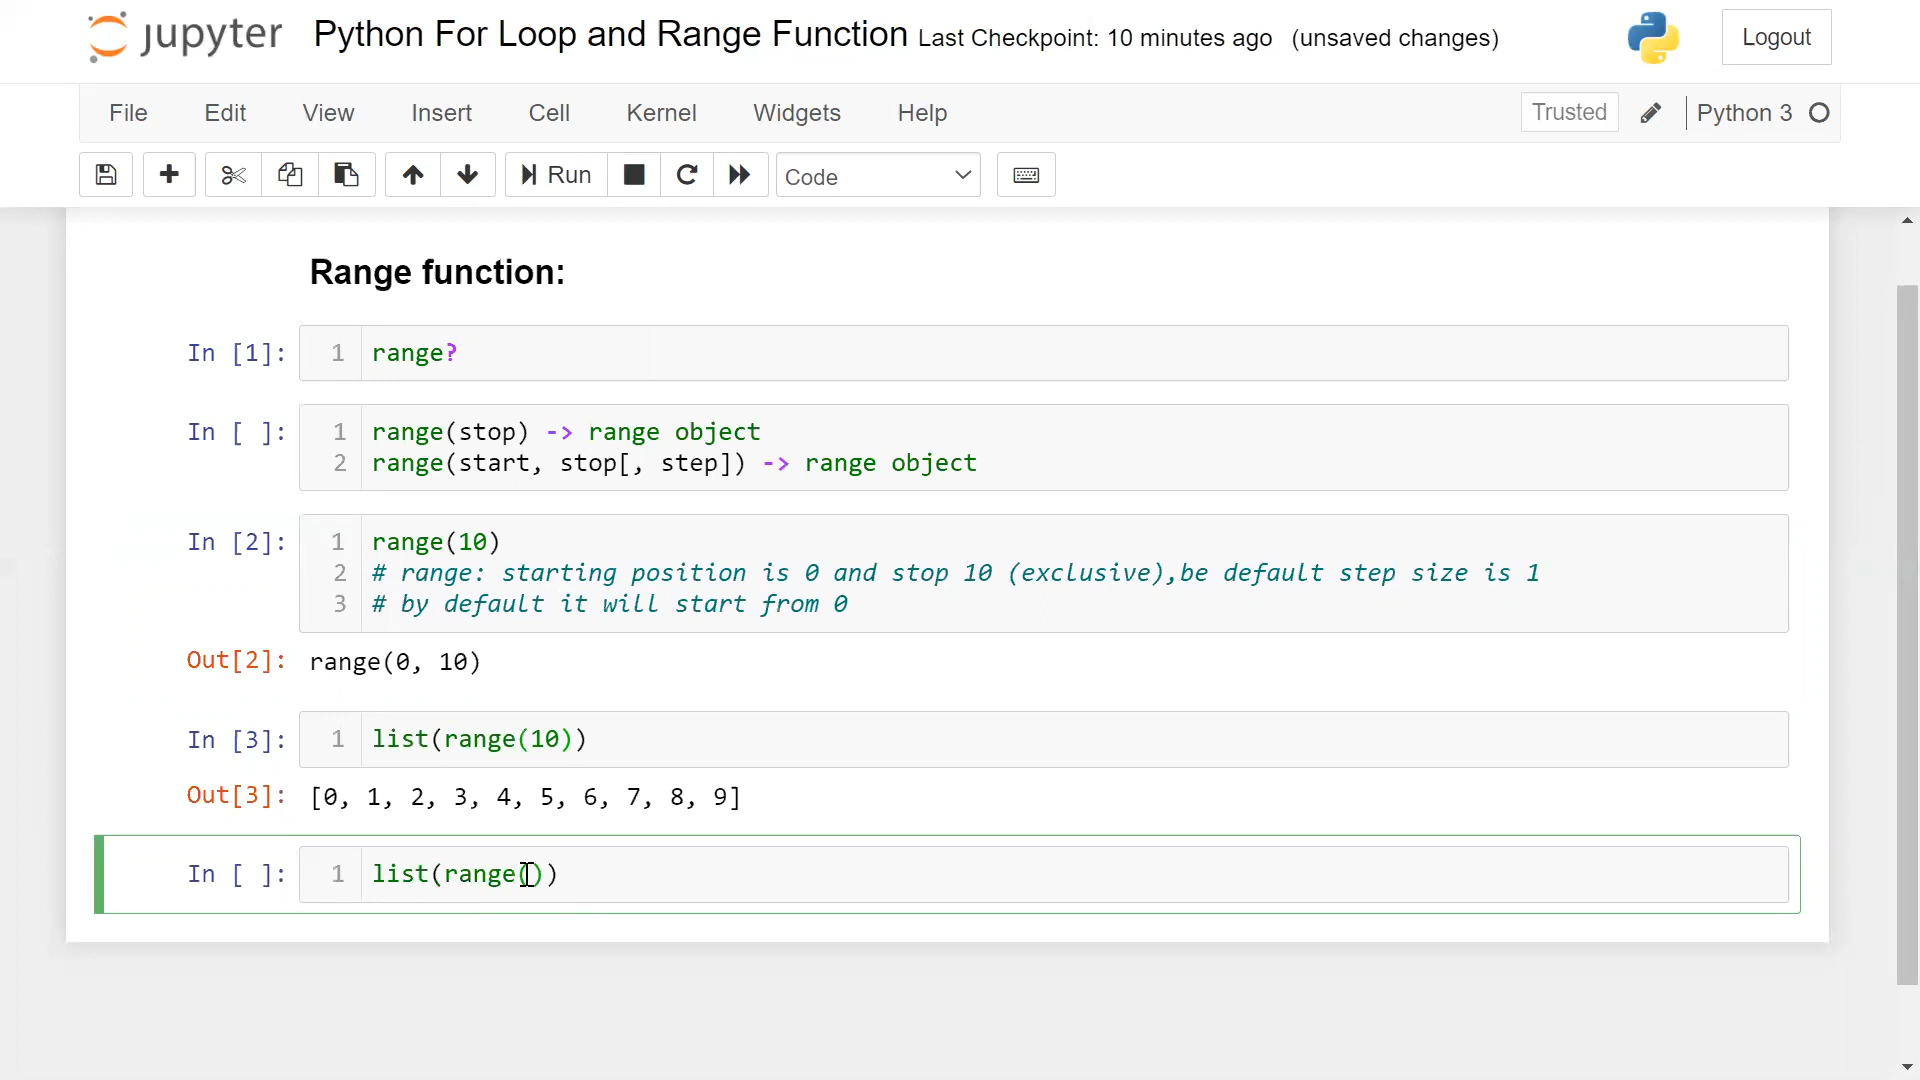 jupyter Python For Loop and Range Function Last Checkpoint: 10 minutes ago (unsaved changes) Logout
File Edit View Insert Cell Kernel Widgets Help Trusted Python 3
Run Code
Range function:
In [1]: 1 range?
In [ ]: 1 range(stop) -> range object
2 range(start, stop[, step]) -> range object
In [2]: 1 range(10)
2 # range: starting position is 0 and stop 10 (exclusive),be default step size is 1
3 # by default it will start from 0
Out[2]: range(0, 10)
In [3]: 1 list(range(10))
Out[3]: [0, 1, 2, 3, 4, 5, 6, 7, 8, 9]
In [ ]: 1 list(range())